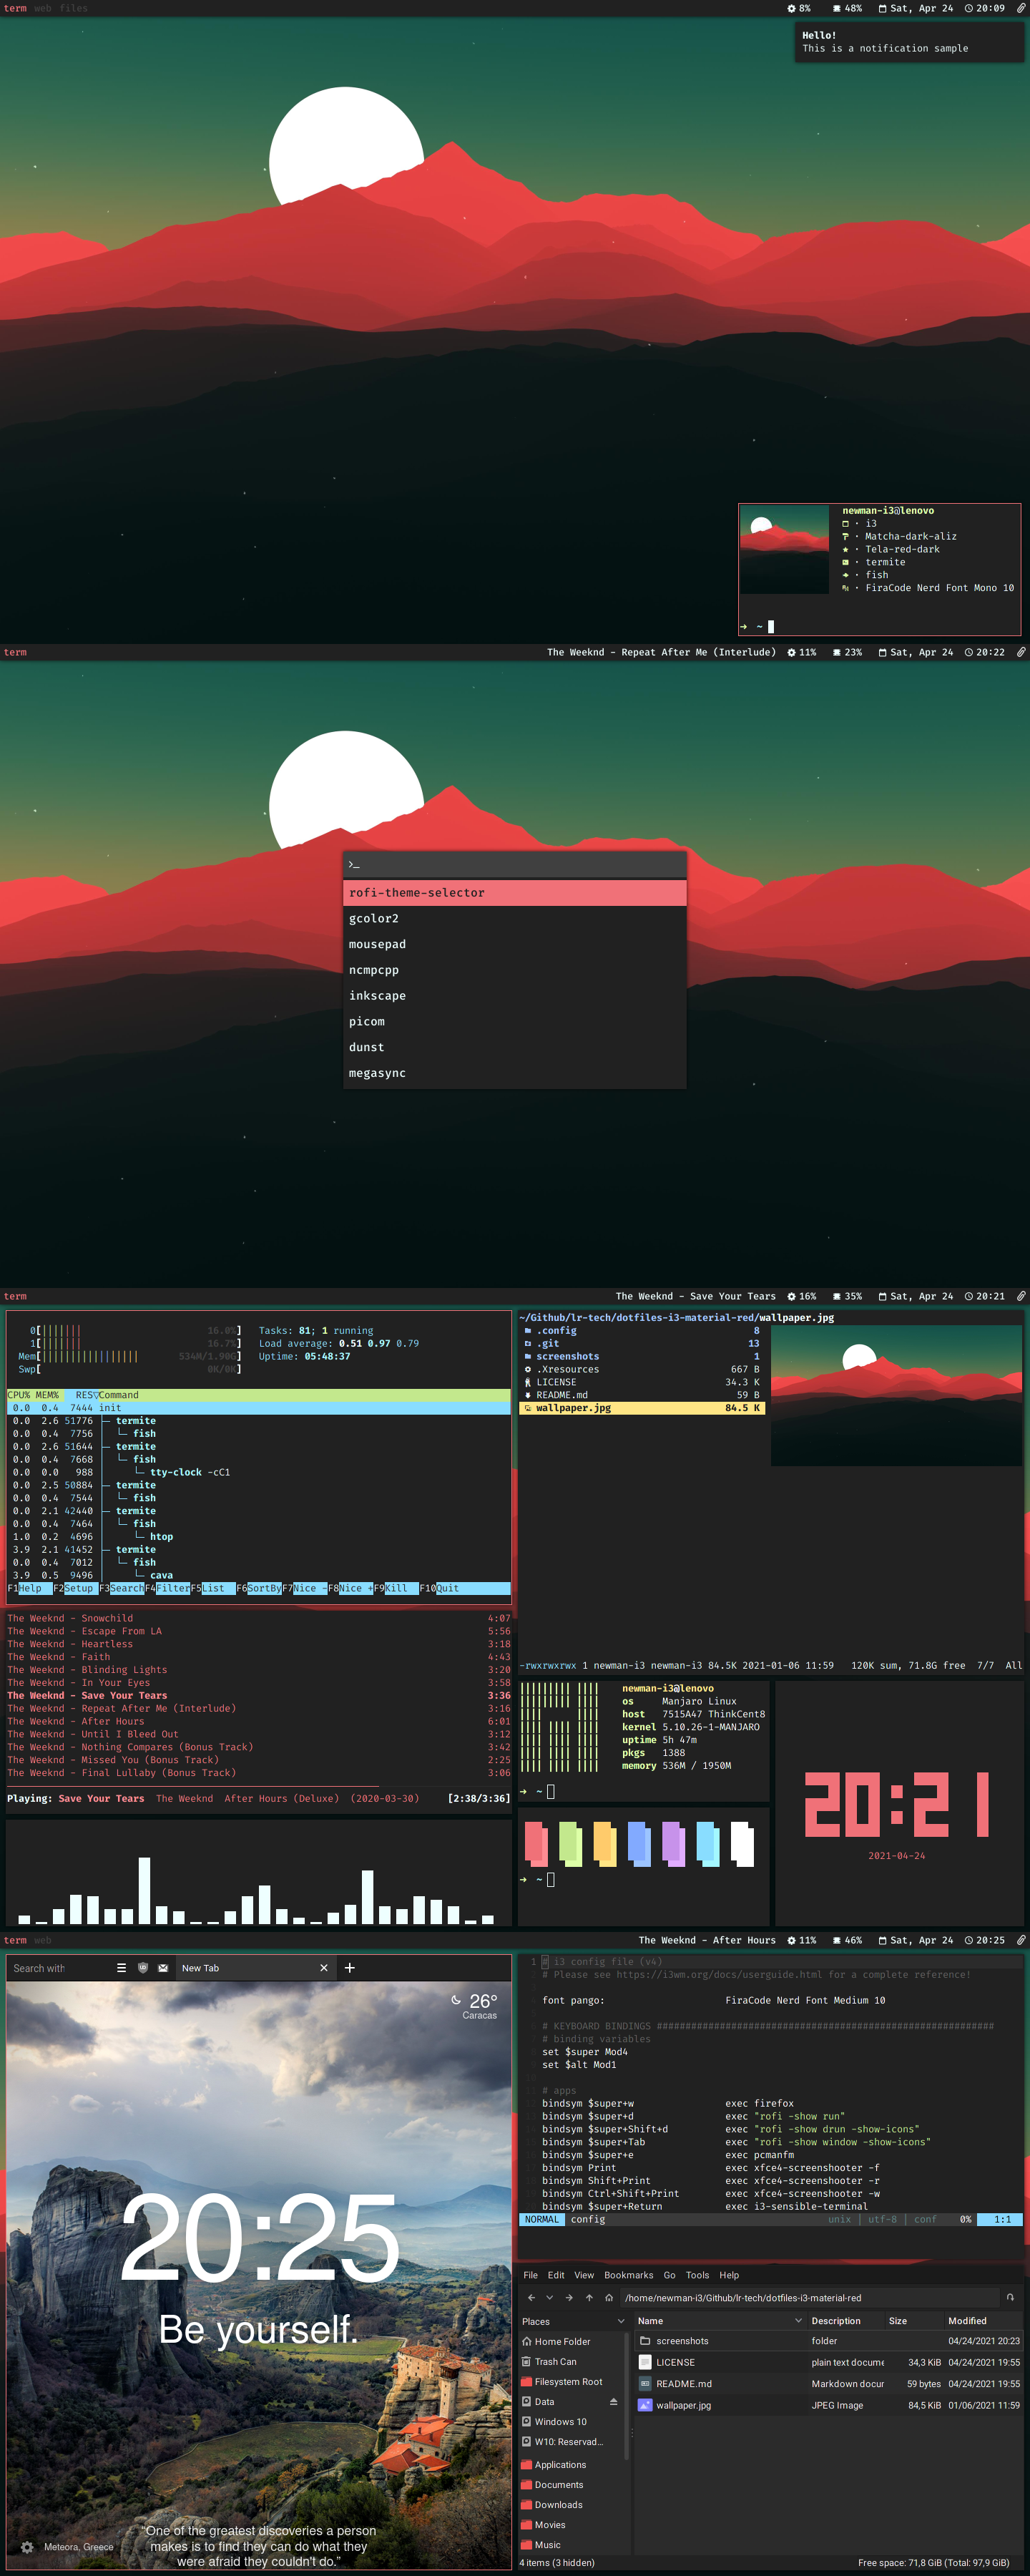 term web files
8% 48% Sat, Apr 24 20:09
Hello!
This is a notification sample
newman-i3@lenovo
· i3
· Matcha-dark-aliz
· Tela-red-dark
· termite
· fish
· FiraCode Nerd Font Mono 10
→ ~
term
The Weeknd - Repeat After Me (Interlude) 11% 23% Sat, Apr 24 20:22
>_
rofi-theme-selector
gcolor2
mousepad
ncmpcpp
inkscape
picom
dunst
megasync
term
The Weeknd - Save Your Tears 16% 35% Sat, Apr 24 20:21
0[||||||| 16.0%] Tasks: 81; 1 running
1[||||||| 16.7%] Load average: 0.51 0.97 0.79
Mem[||||||||||||||||| 534M/1.90G] Uptime: 05:48:37
Swp[ 0K/0K]
CPU% MEM% RES▽Command
0.0 0.4 7444 init
0.0 2.6 51776 ├─ termite
0.0 0.4 7756 │ └─ fish
0.0 2.6 51644 ├─ termite
0.0 0.4 7668 │ └─ fish
0.0 0.0 988 │ └─ tty-clock -cC1
0.0 2.5 50884 ├─ termite
0.0 0.4 7544 │ └─ fish
0.0 2.1 42440 ├─ termite
0.0 0.4 7464 │ └─ fish
1.0 0.2 4696 │ └─ htop
3.9 2.1 41452 ├─ termite
0.0 0.4 7012 │ └─ fish
3.9 0.5 9496 │ └─ cava
F1Help F2Setup F3SearchF4FilterF5List F6SortByF7Nice -F8Nice +F9Kill F10Quit
The Weeknd - Snowchild 4:07
The Weeknd - Escape From LA 5:56
The Weeknd - Heartless 3:18
The Weeknd - Faith 4:43
The Weeknd - Blinding Lights 3:20
The Weeknd - In Your Eyes 3:58
The Weeknd - Save Your Tears 3:36
The Weeknd - Repeat After Me (Interlude) 3:16
The Weeknd - After Hours 6:01
The Weeknd - Until I Bleed Out 3:12
The Weeknd - Nothing Compares (Bonus Track) 3:42
The Weeknd - Missed You (Bonus Track) 2:25
The Weeknd - Final Lullaby (Bonus Track) 3:06
Playing: Save Your Tears The Weeknd After Hours (Deluxe) (2020-03-30) [2:38/3:36]
~/Github/lr-tech/dotfiles-i3-material-red/wallpaper.jpg
.config 8
.git 13
screenshots 1
.Xresources 667 B
LICENSE 34.3 K
README.md 59 B
wallpaper.jpg 84.5 K
-rwxrwxrwx 1 newman-i3 newman-i3 84.5K 2021-01-06 11:59 120K sum, 71.8G free 7/7 All
newman-i3@lenovo
os Manjaro Linux
host 7515A47 ThinkCent8
kernel 5.10.26-1-MANJARO
uptime 5h 47m
pkgs 1388
memory 536M / 1950M
→ ~
→ ~
20:21
2021-04-24
term web
The Weeknd - After Hours 11% 46% Sat, Apr 24 20:25
Search with
New Tab
26°
Caracas
20:25
Be yourself.
Meteora, Greece
“One of the greatest discoveries a person
makes is to find they can do what they
were afraid they couldn't do.”
1 # i3 config file (v4)
# Please see https://i3wm.org/docs/userguide.html for a complete reference!
font pango: FiraCode Nerd Font Medium 10
# KEYBOARD BINDINGS ###########################################################
# binding variables
set $super Mod4
set $alt Mod1
# apps
bindsym $super+w exec firefox
bindsym $super+d exec "rofi -show run"
bindsym $super+Shift+d exec "rofi -show drun -show-icons"
bindsym $super+Tab exec "rofi -show window -show-icons"
bindsym $super+e exec pcmanfm
bindsym Print exec xfce4-screenshooter -f
bindsym Shift+Print exec xfce4-screenshooter -r
bindsym Ctrl+Shift+Print exec xfce4-screenshooter -w
bindsym $super+Return exec i3-sensible-terminal
NORMAL config unix | utf-8 | conf 0% 1:1
File Edit View Bookmarks Go Tools Help
/home/newman-i3/Github/lr-tech/dotfiles-i3-material-red
Places
Home Folder
Trash Can
Filesystem Root
Data
Windows 10
W10: Reservad...
Applications
Documents
Downloads
Movies
Music
Name Description Size Modified
screenshots folder 04/24/2021 20:23
LICENSE plain text docume 34,3 KiB 04/24/2021 19:55
README.md Markdown docur 59 bytes 04/24/2021 19:55
wallpaper.jpg JPEG Image 84,5 KiB 01/06/2021 11:59
4 items (3 hidden) Free space: 71,8 GiB (Total: 97,9 GiB)